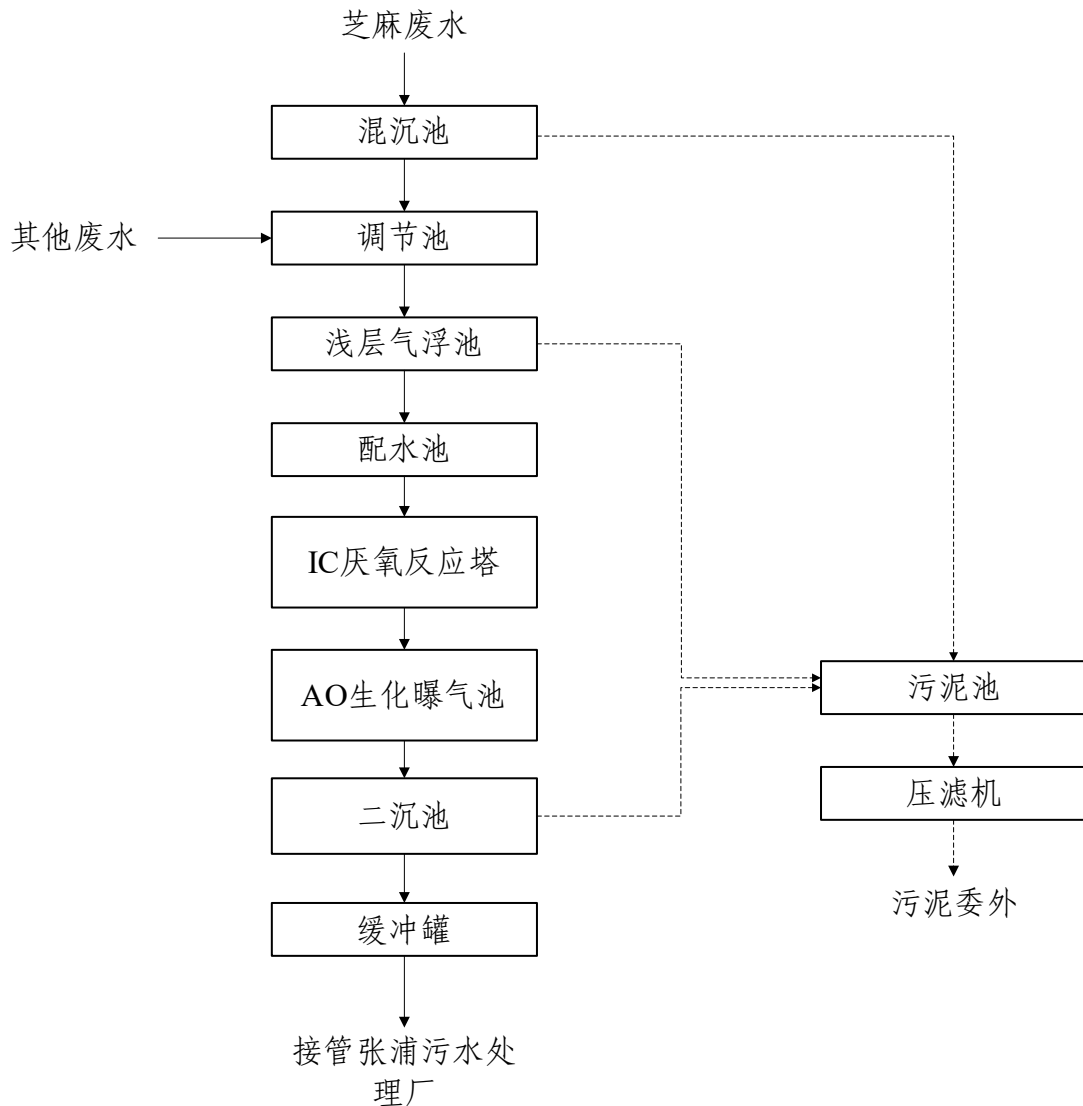 芝麻废水
混沉池
其他废水
调节池
浅层气浮池
配水池
IC厌氧反应塔
AO生化曝气池
污泥池
二沉池
压滤机
缓冲罐
污泥委外
接管张浦污水处
理厂